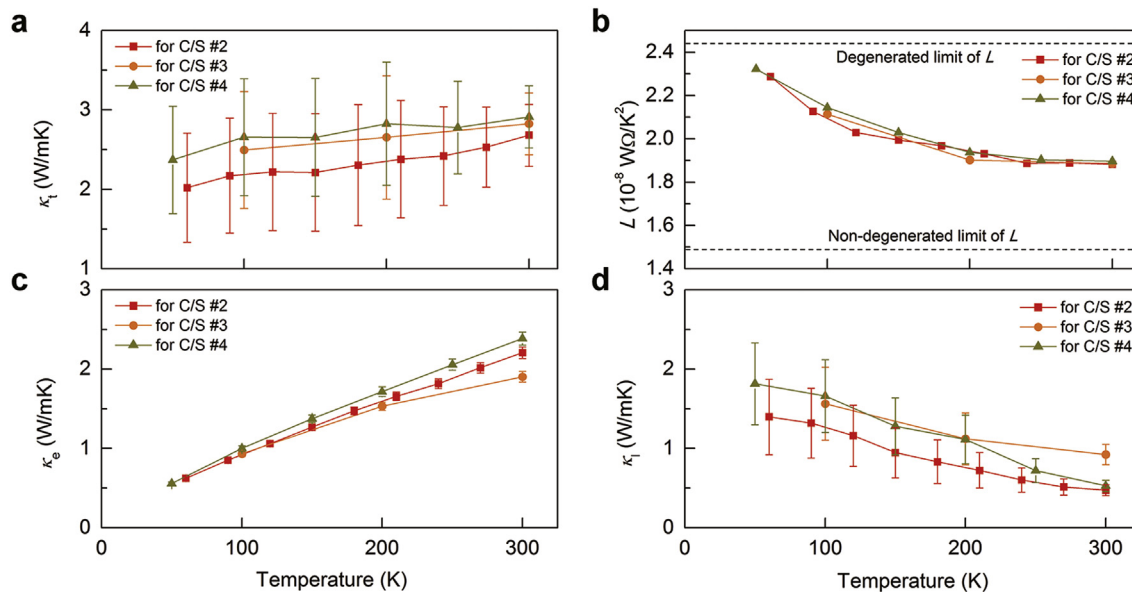 a
4
3
2
1
κt (W/mK)
for C/S #2
for C/S #3
for C/S #4
b
2.4
2.2
2.0
1.8
1.6
1.4
L (10⁻⁸ WΩ/K²)
Degenerated limit of L
for C/S #2
for C/S #3
for C/S #4
Non-degenerated limit of L
c
3
2
1
0
κe (W/mK)
for C/S #2
for C/S #3
for C/S #4
0 100 200 300
Temperature (K)
d
3
2
1
0
κl (W/mK)
for C/S #2
for C/S #3
for C/S #4
0 100 200 300
Temperature (K)